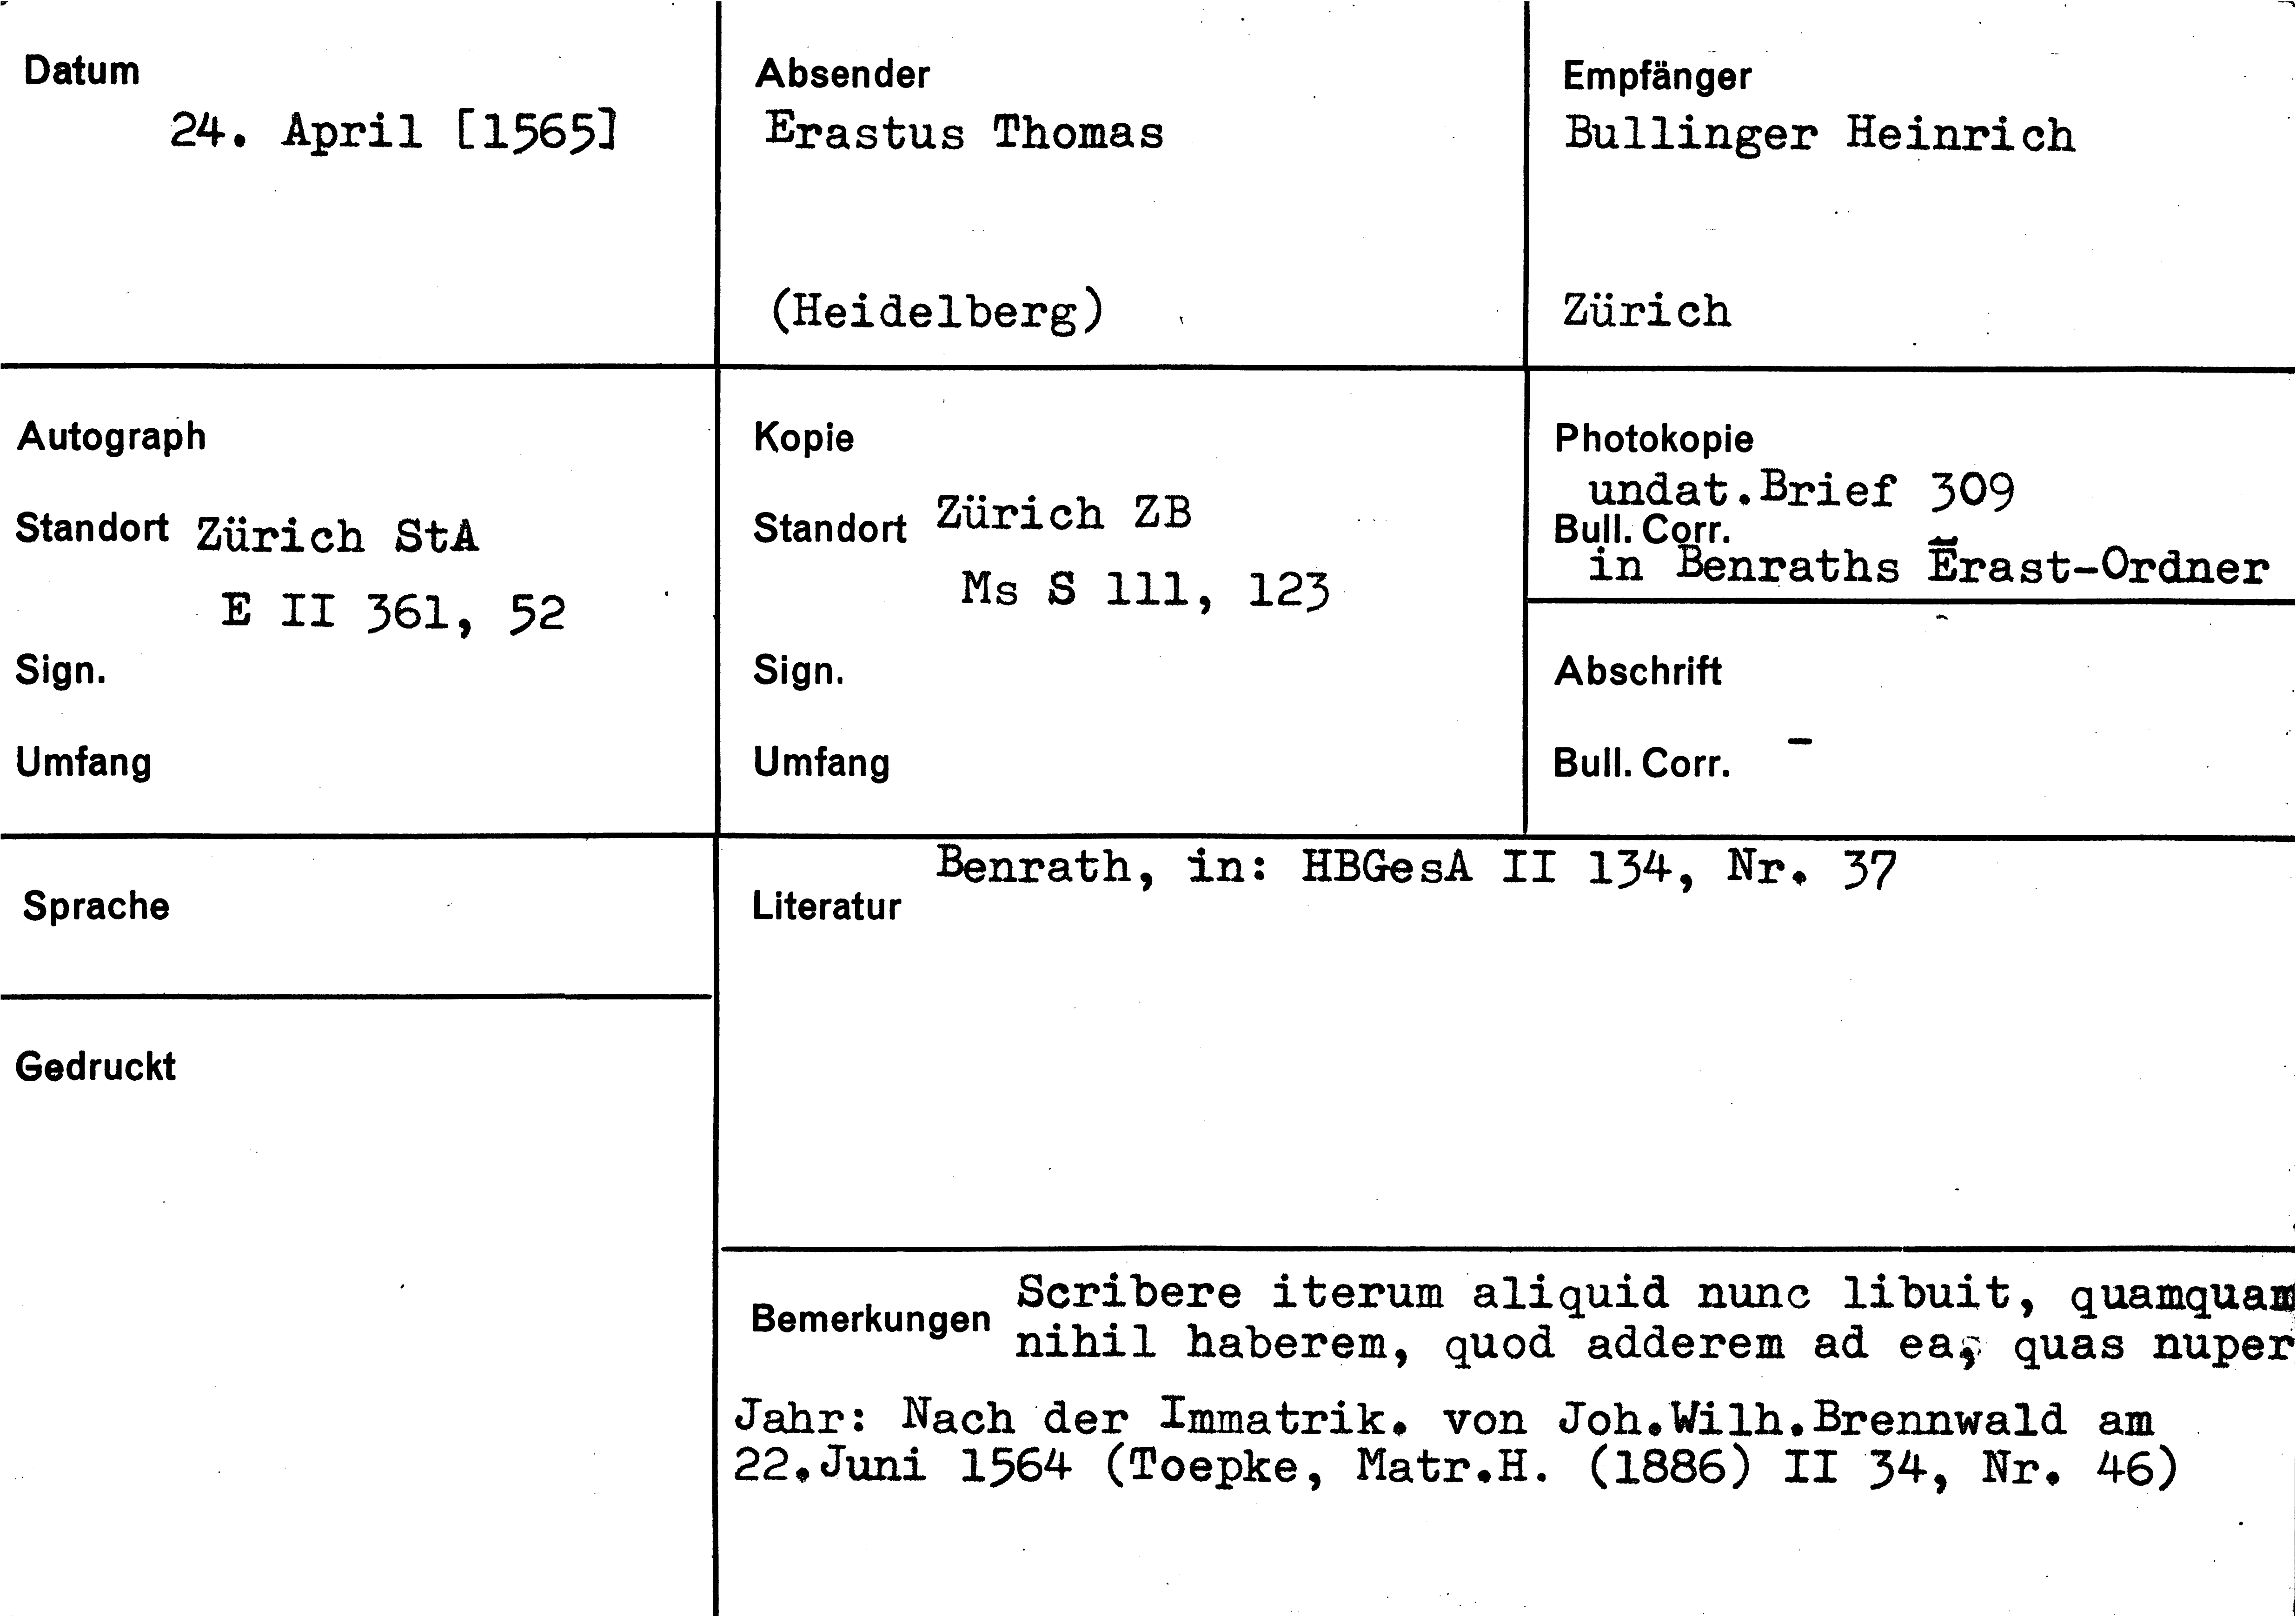 Datum
24. April [1565]
Absender
Erastus Thomas
(Heidelberg)
Empfänger
Bullinger Heinrich
Zürich
Autograph
Standort Zürich StA
E II 361, 52
Sign.
Umfang
Kopie
Standort Zürich ZB
Ms S 111, 123
Sign.
Umfang
Photokopie
undat.Brief 309
Bull. Corr.
in Benraths Erast-Ordner
Abschrift
Bull. Corr. -
Sprache
Gedruckt
Benrath, in: HBGesA II 134, Nr. 37
Literatur
Bemerkungen
Scribere iterum aliquid nunc libuit, quamquam
nihil haberem, quod adderem ad ea, quas nuper
Jahr: Nach der Immatrik. von Joh.Wilh.Brennwald am
22.Juni 1564 (Toepke, Matr.H. (1886) II 34, Nr. 46)